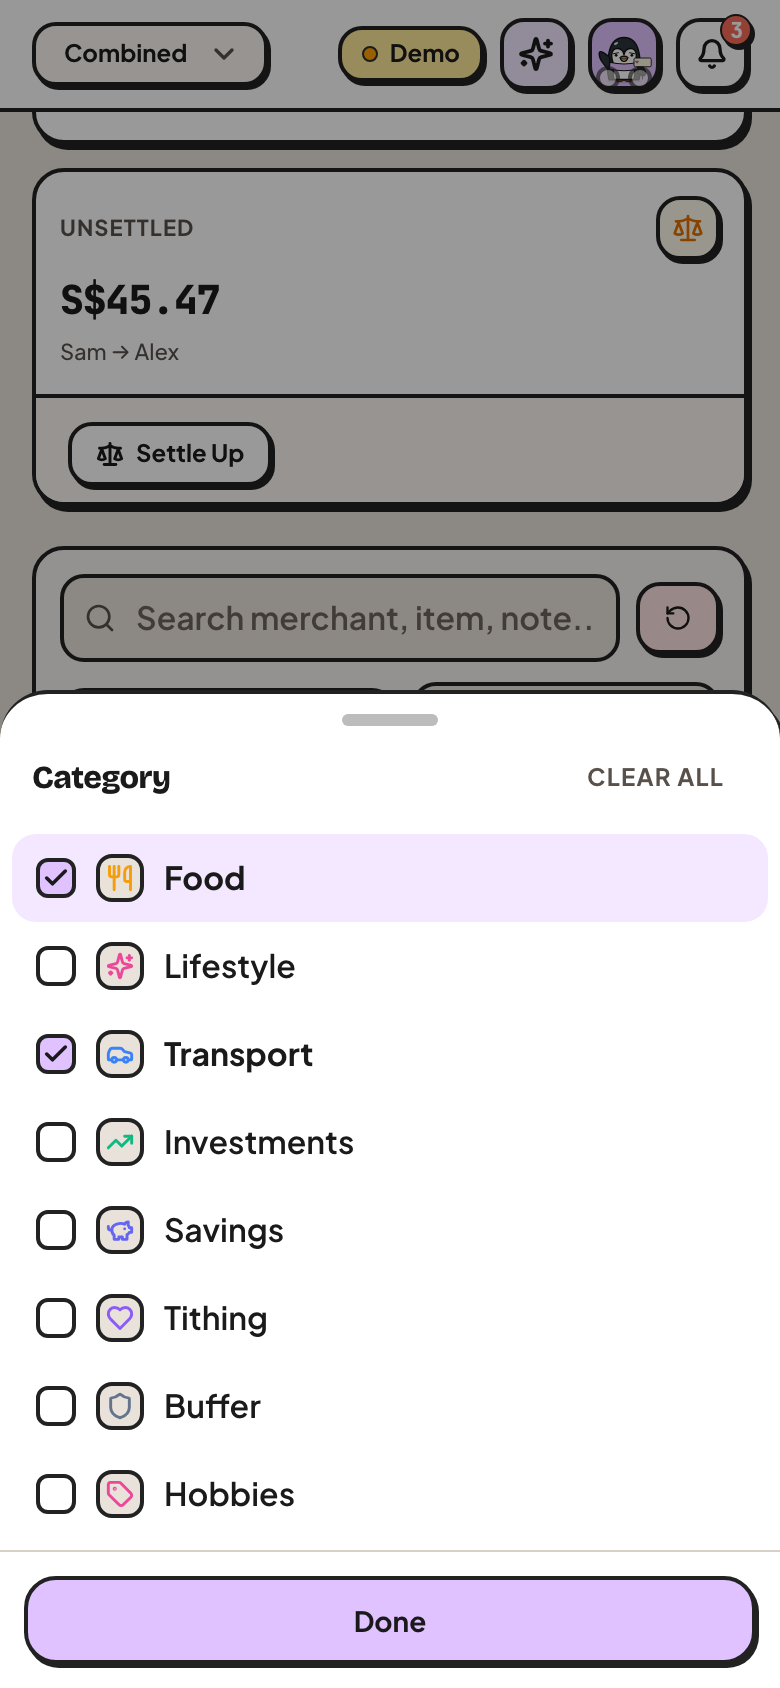 Combined
Demo
3
UNSETTLED
S$45.47
Sam → Alex
Settle Up
Search merchant, item, note..
Category
CLEAR ALL
Food
Lifestyle
Transport
Investments
Savings
Tithing
Buffer
Hobbies
Done